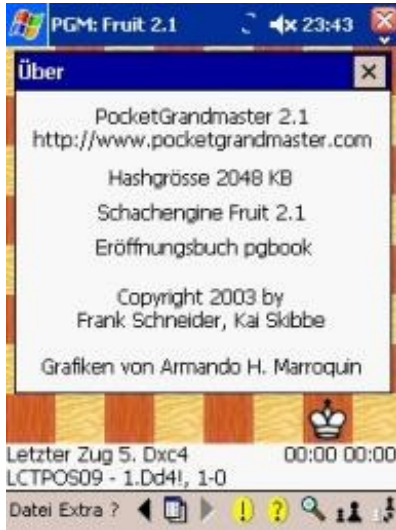 PGM: Fruit 2.1 23:43
Über
PocketGrandmaster 2.1
http://www.pocketgrandmaster.com
Hashgrösse 2048 KB
Schachengine Fruit 2.1
Eröffnungsbuch pgbook
Copyright 2003 by
Frank Schneider, Kai Skibbe
Grafiken von Armando H. Marroquin
Letzter Zug 5. Dxc4 00:00 00:00
LCTPOS09 - 1.Dd4!, 1-0
Datei Extra ?